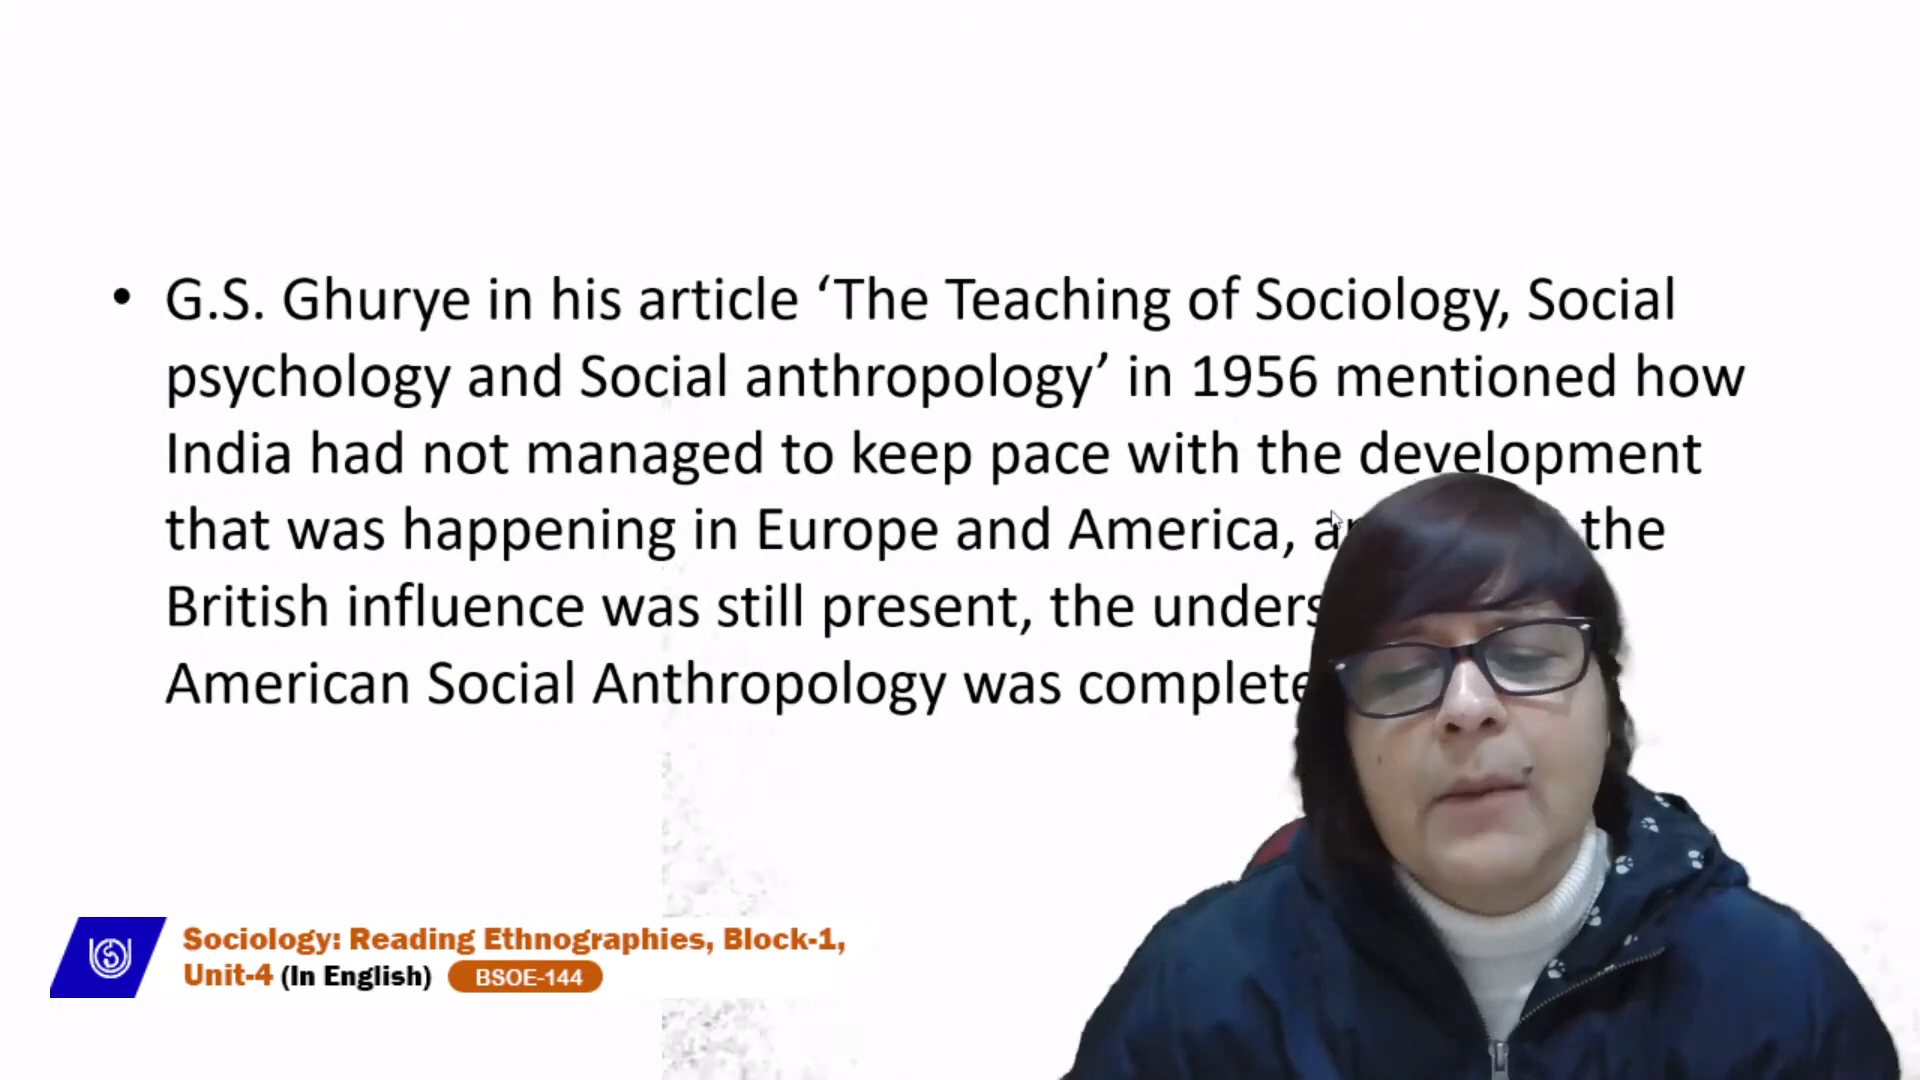 • G.S. Ghurye in his article ‘The Teaching of Sociology, Social
psychology and Social anthropology’ in 1956 mentioned how
India had not managed to keep pace with the development
that was happening in Europe and America, the
British influence was still present, the
American Social Anthropology was
Sociology: Reading Ethnographies, Block-1,
Unit-4 (In English) BSOE-144